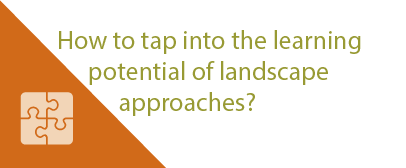 How to tap into the learning
potential of landscape
approaches?